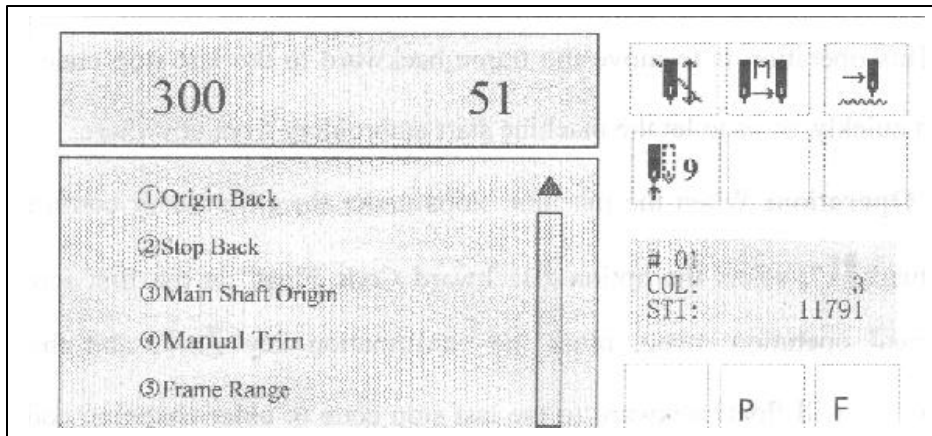 300 51
M
9
①Origin Back
②Stop Back
③Main Shaft Origin
④Manual Trim
⑤Frame Range
# 01
COL: 3
STI: 11791
P F